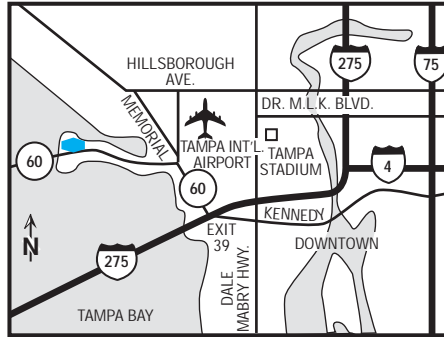 HILLSBOROUGH
AVE.
275
75
DR. M.L.K. BLVD.
MEMORIAL
TAMPA INT'L.
AIRPORT
TAMPA
STADIUM
60
4
60
KENNEDY
EXIT
39
DOWNTOWN
N
275
DALE
MABRY HWY.
TAMPA BAY